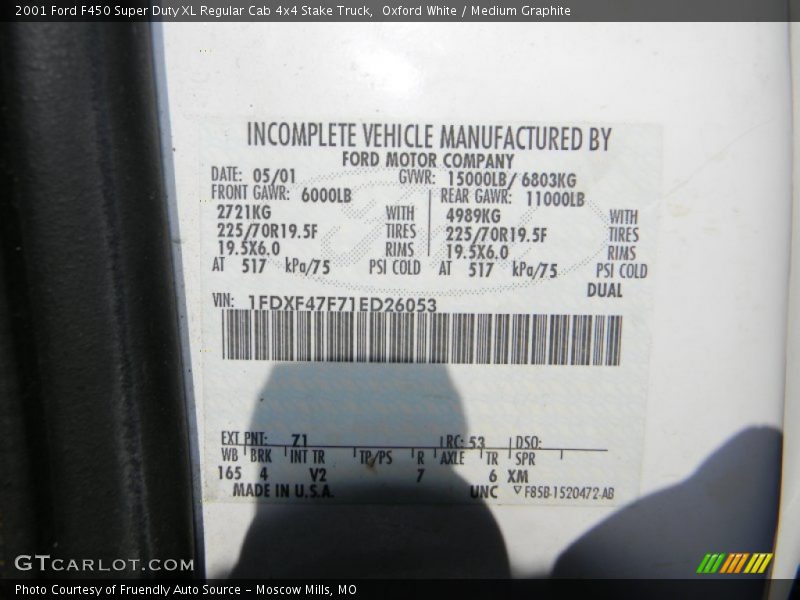 2001 Ford F450 Super Duty XL Regular Cab 4x4 Stake Truck,  Oxford White / Medium Graphite
INCOMPLETE VEHICLE MANUFACTURED BY
FORD MOTOR COMPANY
DATE: 05/01 GVWR: 15000LB/ 6803KG
FRONT GAWR: 6000LB REAR GAWR: 11000LB
2721KG WITH 4989KG WITH
225/70R19.5F TIRES 225/70R19.5F TIRES
19.5X6.0 RIMS 19.5X6.0 RIMS
AT 517 kPa/75 PSI COLD AT 517 kPa/75 PSI COLD
DUAL
VIN: 1FDXF47F71ED26053
EXT PNT: 71 RC: 53 DSO:
WB BRK INT TR TP/PS R AXLE TR SPR
165 4 V2 7 6 XM
MADE IN U.S.A. UNC F85B-1520472-AB
GTCARLOT.COM
Photo Courtesy of Fruendly Auto Source – Moscow Mills, MO